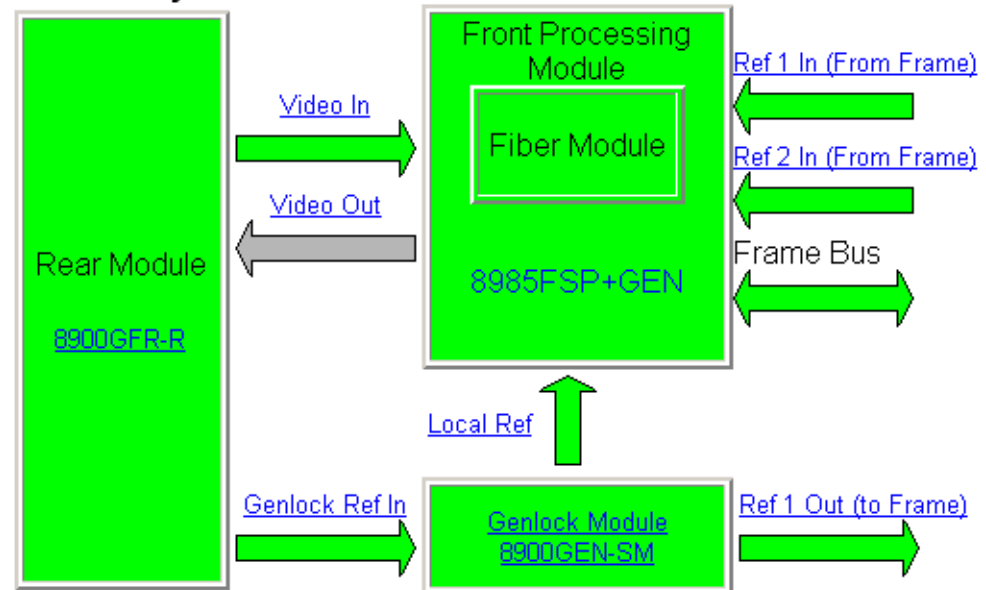 Front Processing
Module
Fiber Module
8985FSP+GEN
Ref 1 In (From Frame)
Ref 2 In (From Frame)
Frame Bus
Video In
Video Out
Rear Module
8900GFR-R
Local Ref
Genlock Ref In
Genlock Module
8900GEN-SM
Ref 1 Out (to Frame)